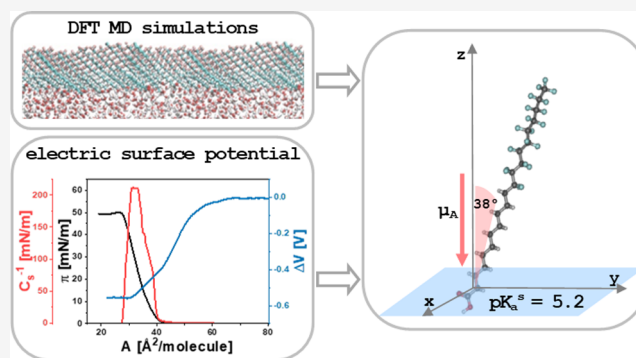 DFT MD simulations
electric surface potential
C_s^-1 [mN/m]
200
150
100
50
0
π [mN/m]
60
50
40
30
20
10
0
0.0
-0.2
-0.4
-0.6
ΔV [V]
20 40 60 80
A [Å²/molecule]
z
38°
μ_A
y
x
pK_a^s = 5.2